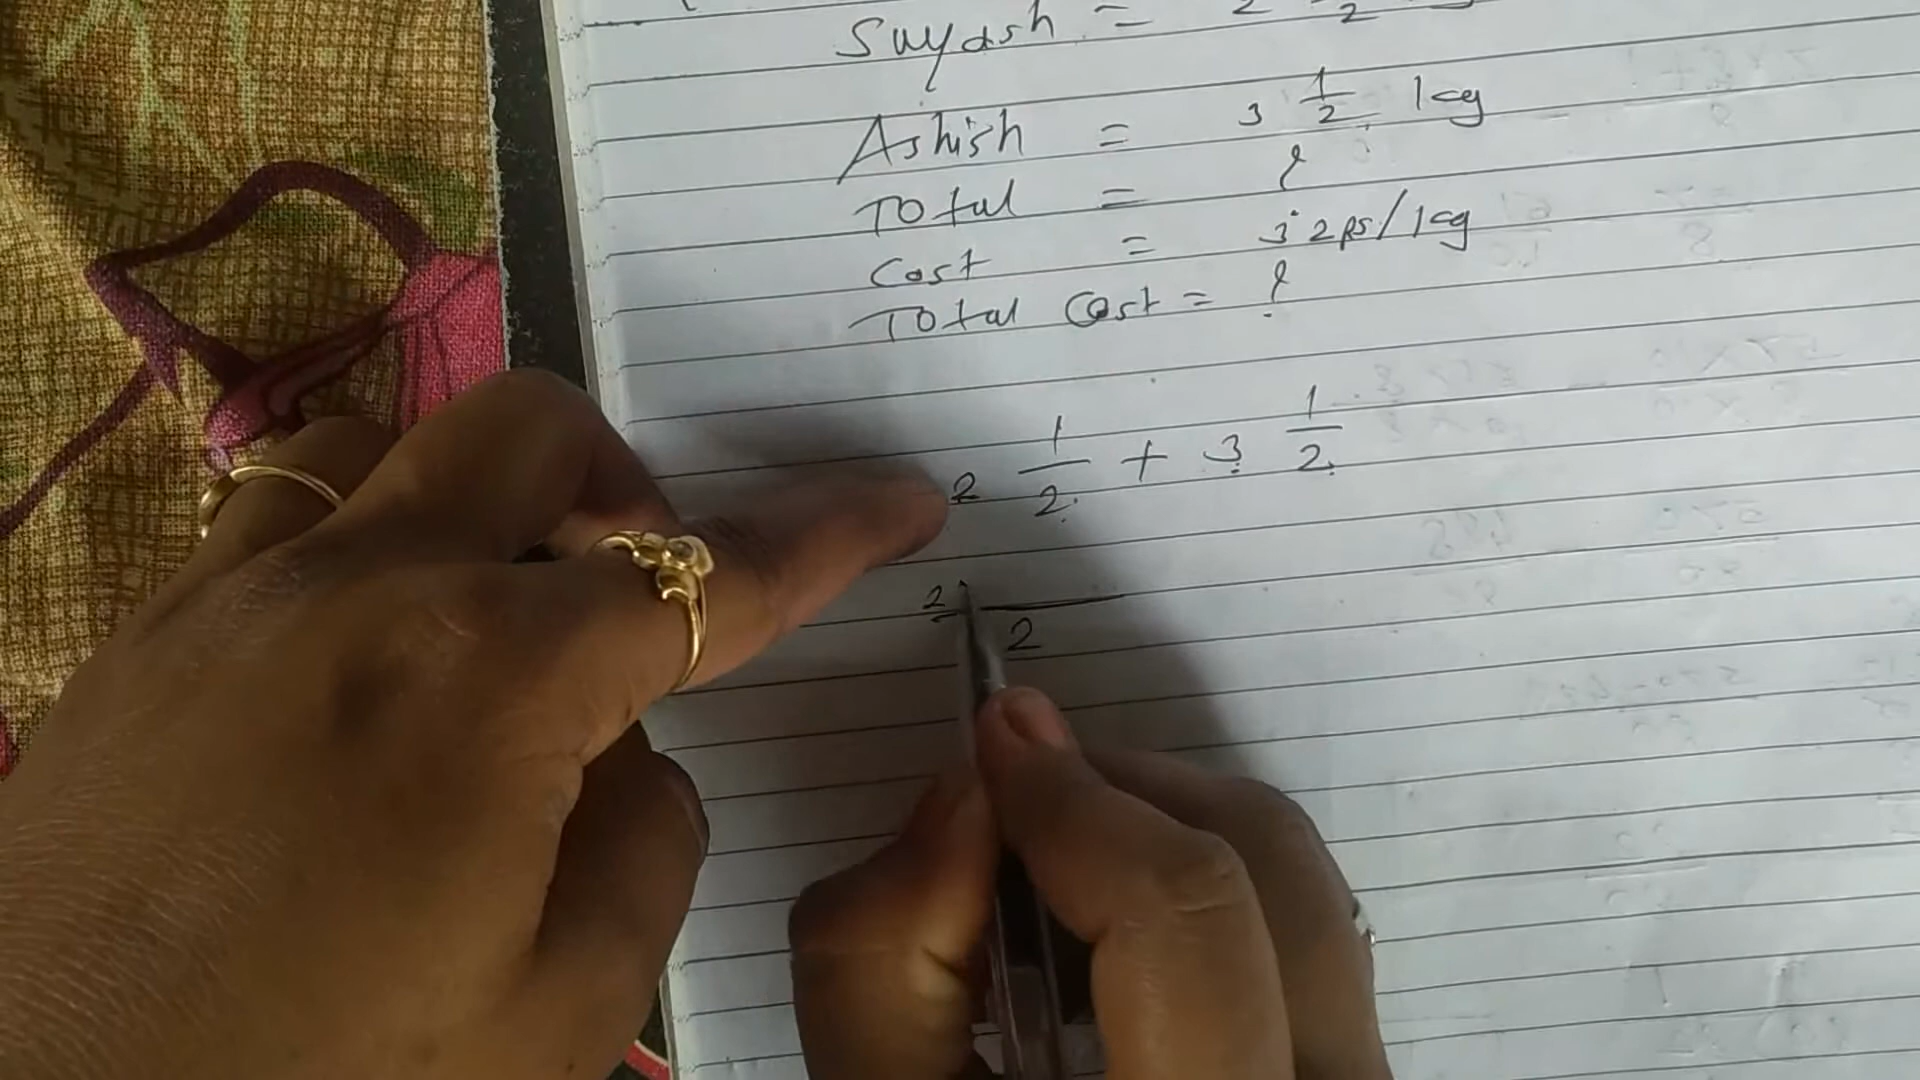 Suyash = 2 1/2
Ashish = 3 1/2 kg
Total = ?
Cost = 32 rs/kg
Total Cost = ?
2 1/2 + 3 1/2
2
2